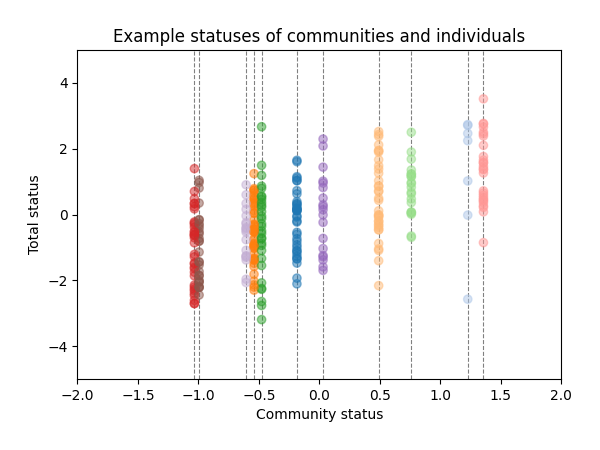 Example statuses of communities and individuals
4
2
0
−2
−4
Total status
−2.0 −1.5 −1.0 −0.5 0.0 0.5 1.0 1.5 2.0
Community status